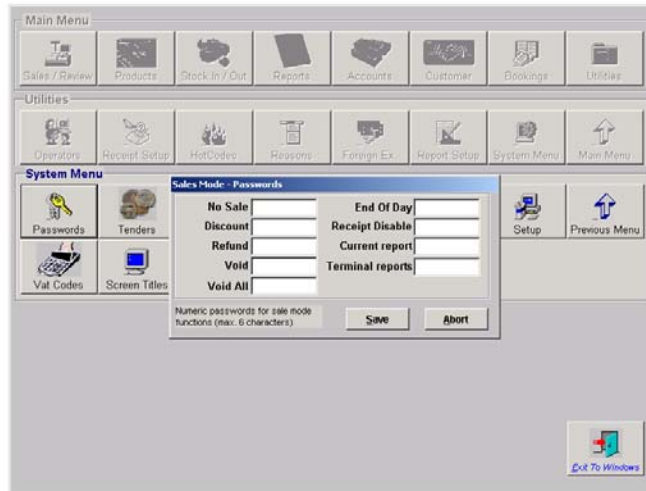 Main Menu
Sales / Review Products Stock In / Out Reports Accounts Customer Bookings Utilities
Utilities
Operators Receipt Setup HotCodes Reasons Foreign Ex. Report Setup System Menu Main Menu
System Menu
Passwords Tenders Setup Previous Menu
Vat Codes Screen Titles
Sales Mode - Passwords
No Sale End Of Day
Discount Receipt Disable
Refund Current report
Void Terminal reports
Void All
Numeric passwords for sale mode
functions (max. 6 characters)
Save Abort
Exit To Windows